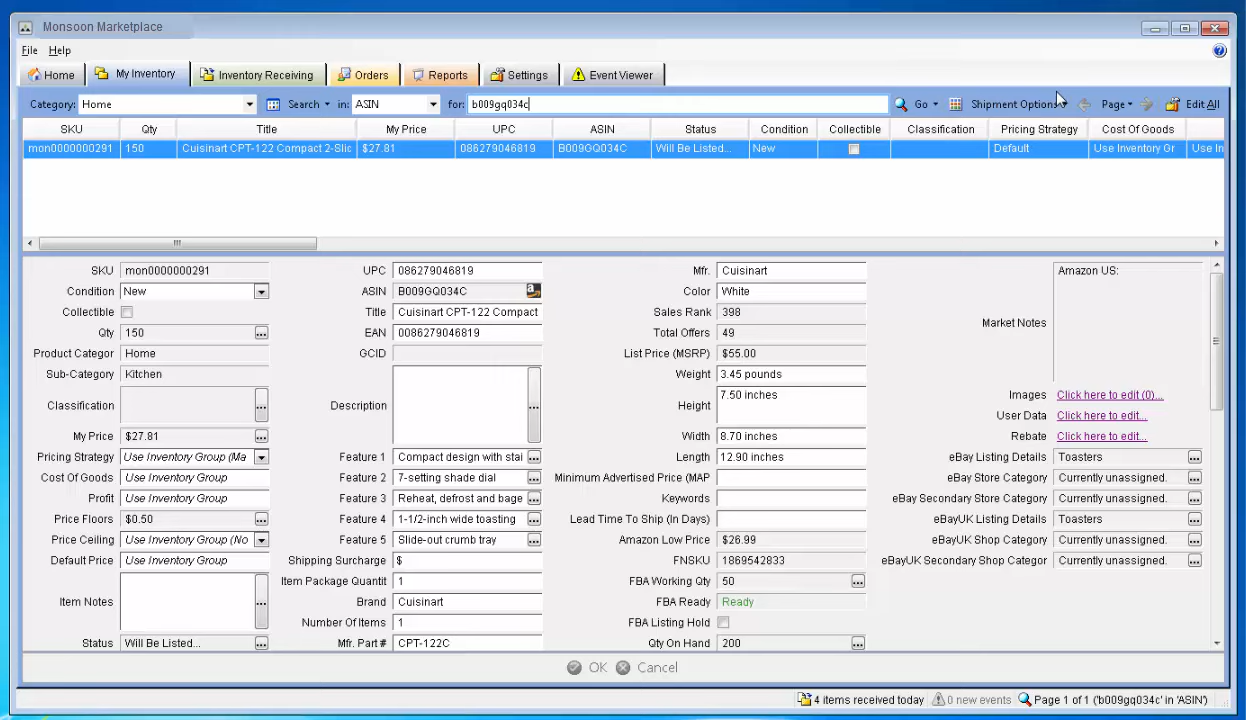 Monsoon Marketplace
File Help
Home My Inventory Inventory Receiving Orders Reports Settings Event Viewer
Category: Home Search in: ASIN for: b009gq034c Go Shipment Options Page Edit All
SKU Qty Title My Price UPC ASIN Status Condition Collectible Classification Pricing Strategy Cost Of Goods
mon0000000291 150 Cuisinart CPT-122 Compact 2-Slic $27.81 086279046819 B009GQ034C Will Be Listed... New Default Use Inventory Gr Use In
SKU mon0000000291 UPC 086279046819 Mfr. Cuisinart Amazon US:
Condition New ASIN B009GQ034C Color White
Collectible Title Cuisinart CPT-122 Compact Sales Rank 398
Qty 150 ... EAN 0086279046819 Total Offers 49 Market Notes
Product Categor Home GCID List Price (MSRP) $55.00
Sub-Category Kitchen Weight 3.45 pounds
Classification ... Description ... Height 7.50 inches Images Click here to edit (0)...
User Data Click here to edit...
My Price $27.81 ... Width 8.70 inches Rebate Click here to edit...
Pricing Strategy Use Inventory Group (Ma Feature 1 Compact design with stai ... Length 12.90 inches eBay Listing Details Toasters ...
Cost Of Goods Use Inventory Group Feature 2 7-setting shade dial ... Minimum Advertised Price (MAP eBay Store Category Currently unassigned. ...
Profit Use Inventory Group Feature 3 Reheat, defrost and bage ... Keywords eBay Secondary Store Category Currently unassigned. ...
Price Floors $0.50 ... Feature 4 1-1/2-inch wide toasting ... Lead Time To Ship (In Days) eBayUK Listing Details Toasters ...
Price Ceiling Use Inventory Group (No Feature 5 Slide-out crumb tray ... Amazon Low Price $26.99 eBayUK Shop Category Currently unassigned. ...
Default Price Use Inventory Group Shipping Surcharge $ FNSKU 1869542833 eBayUK Secondary Shop Categor Currently unassigned. ...
Item Package Quantit 1 FBA Working Qty 50 ...
Item Notes ... Brand Cuisinart FBA Ready Ready
Number Of Items 1 FBA Listing Hold
Status Will Be Listed... ... Mfr. Part # CPT-122C Qty On Hand 200 ...
OK Cancel
4 items received today 0 new events Page 1 of 1 ('b009gq034c' in 'ASIN')